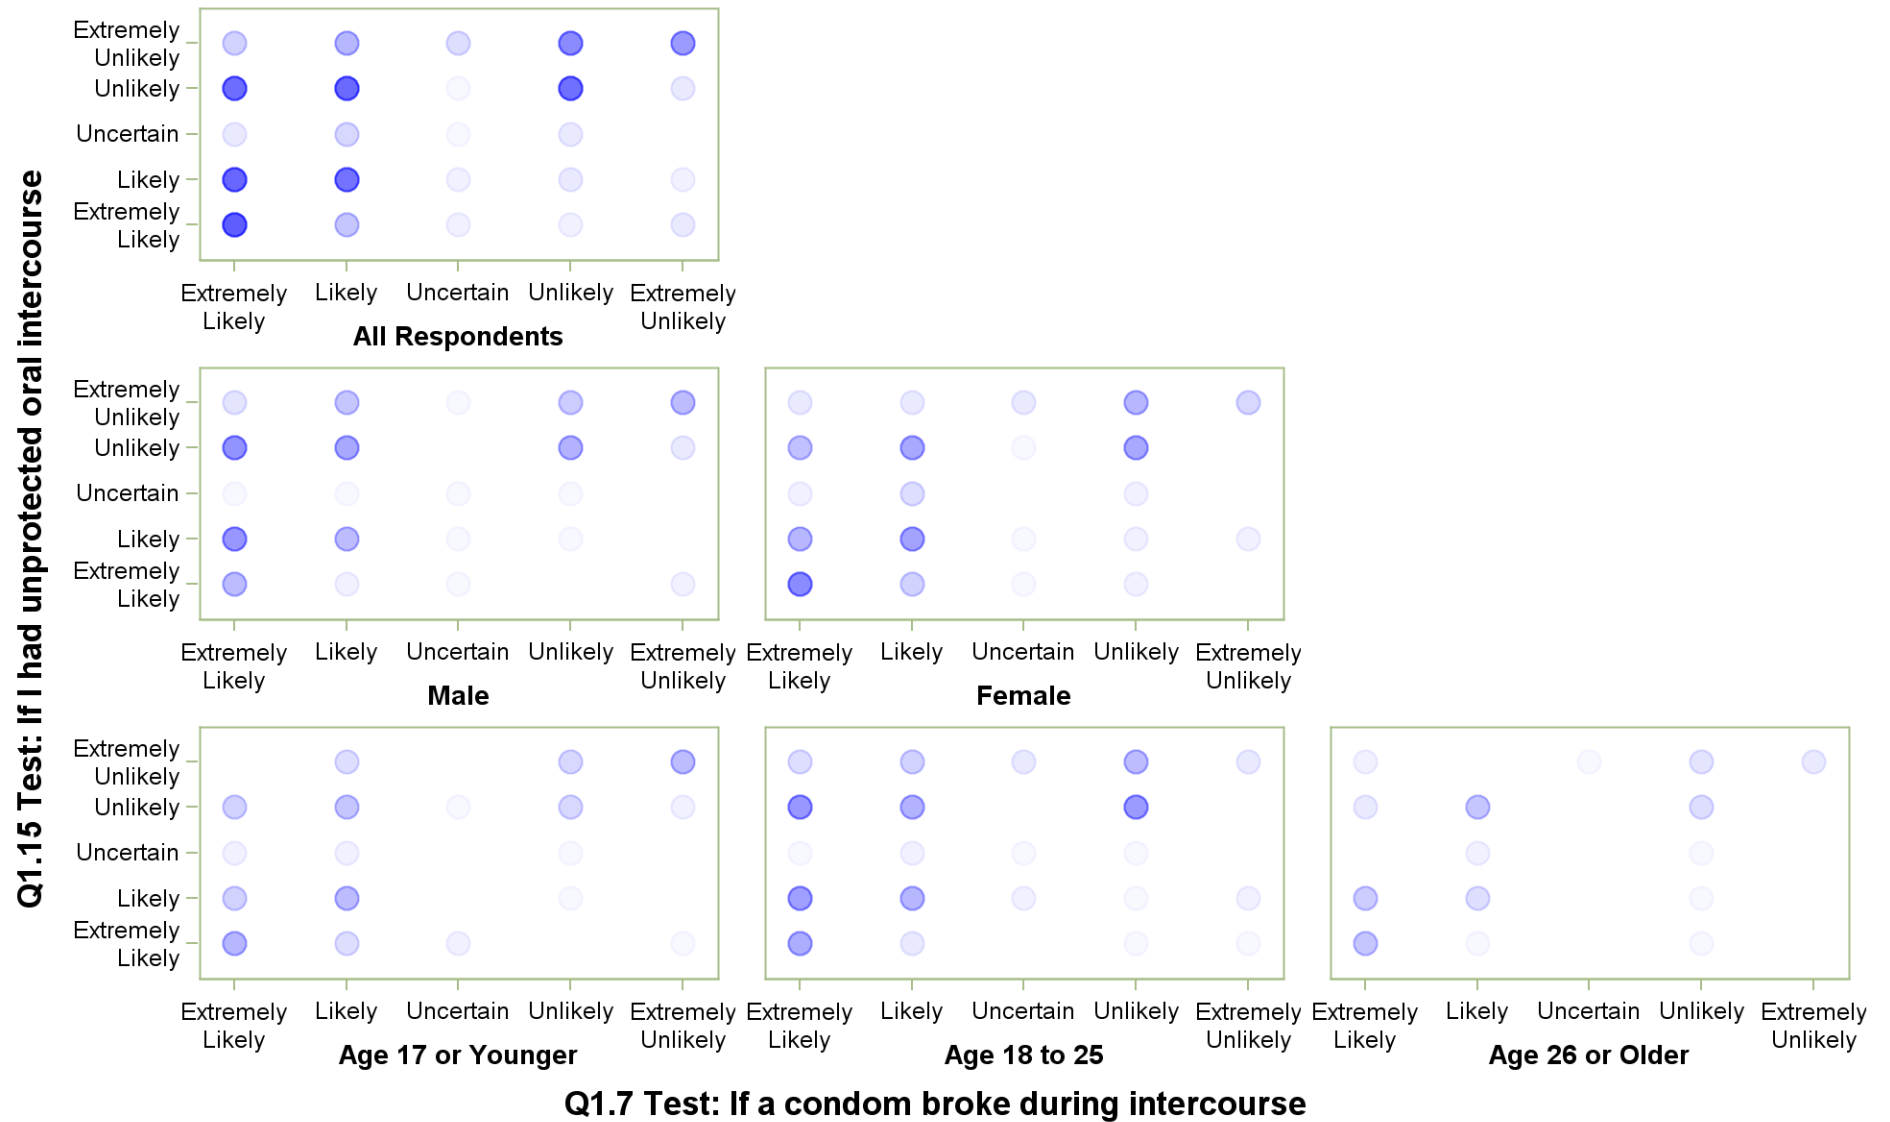 Q1.15 Test: If I had unprotected oral intercourse
Extremely
Unlikely
Unlikely
Uncertain
Likely
Extremely
Likely
Extremely Likely Uncertain Unlikely Extremely
Likely Unlikely
All Respondents
Extremely
Unlikely
Unlikely
Uncertain
Likely
Extremely
Likely
Extremely Likely Uncertain Unlikely Extremely Extremely Likely Uncertain Unlikely Extremely
Likely Unlikely Likely Unlikely
Male Female
Extremely
Unlikely
Unlikely
Uncertain
Likely
Extremely
Likely
Extremely Likely Uncertain Unlikely Extremely Extremely Likely Uncertain Unlikely Extremely Extremely Likely Uncertain Unlikely Extremely
Likely Unlikely Likely Unlikely Likely Unlikely
Age 17 or Younger Age 18 to 25 Age 26 or Older
Q1.7 Test: If a condom broke during intercourse